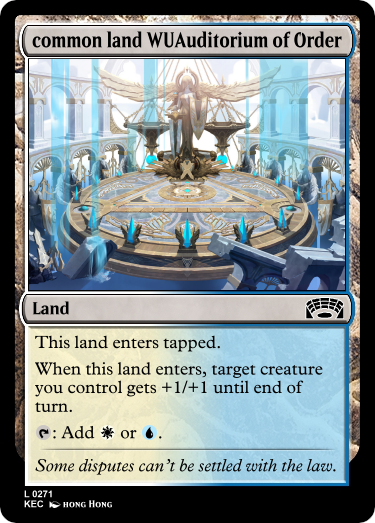 common land WUAuditorium of Order
Land
This land enters tapped.
When this land enters, target creature
you control gets +1/+1 until end of
turn.
: Add or .
Some disputes can't be settled with the law.
L 0271
KEC HONG HONG